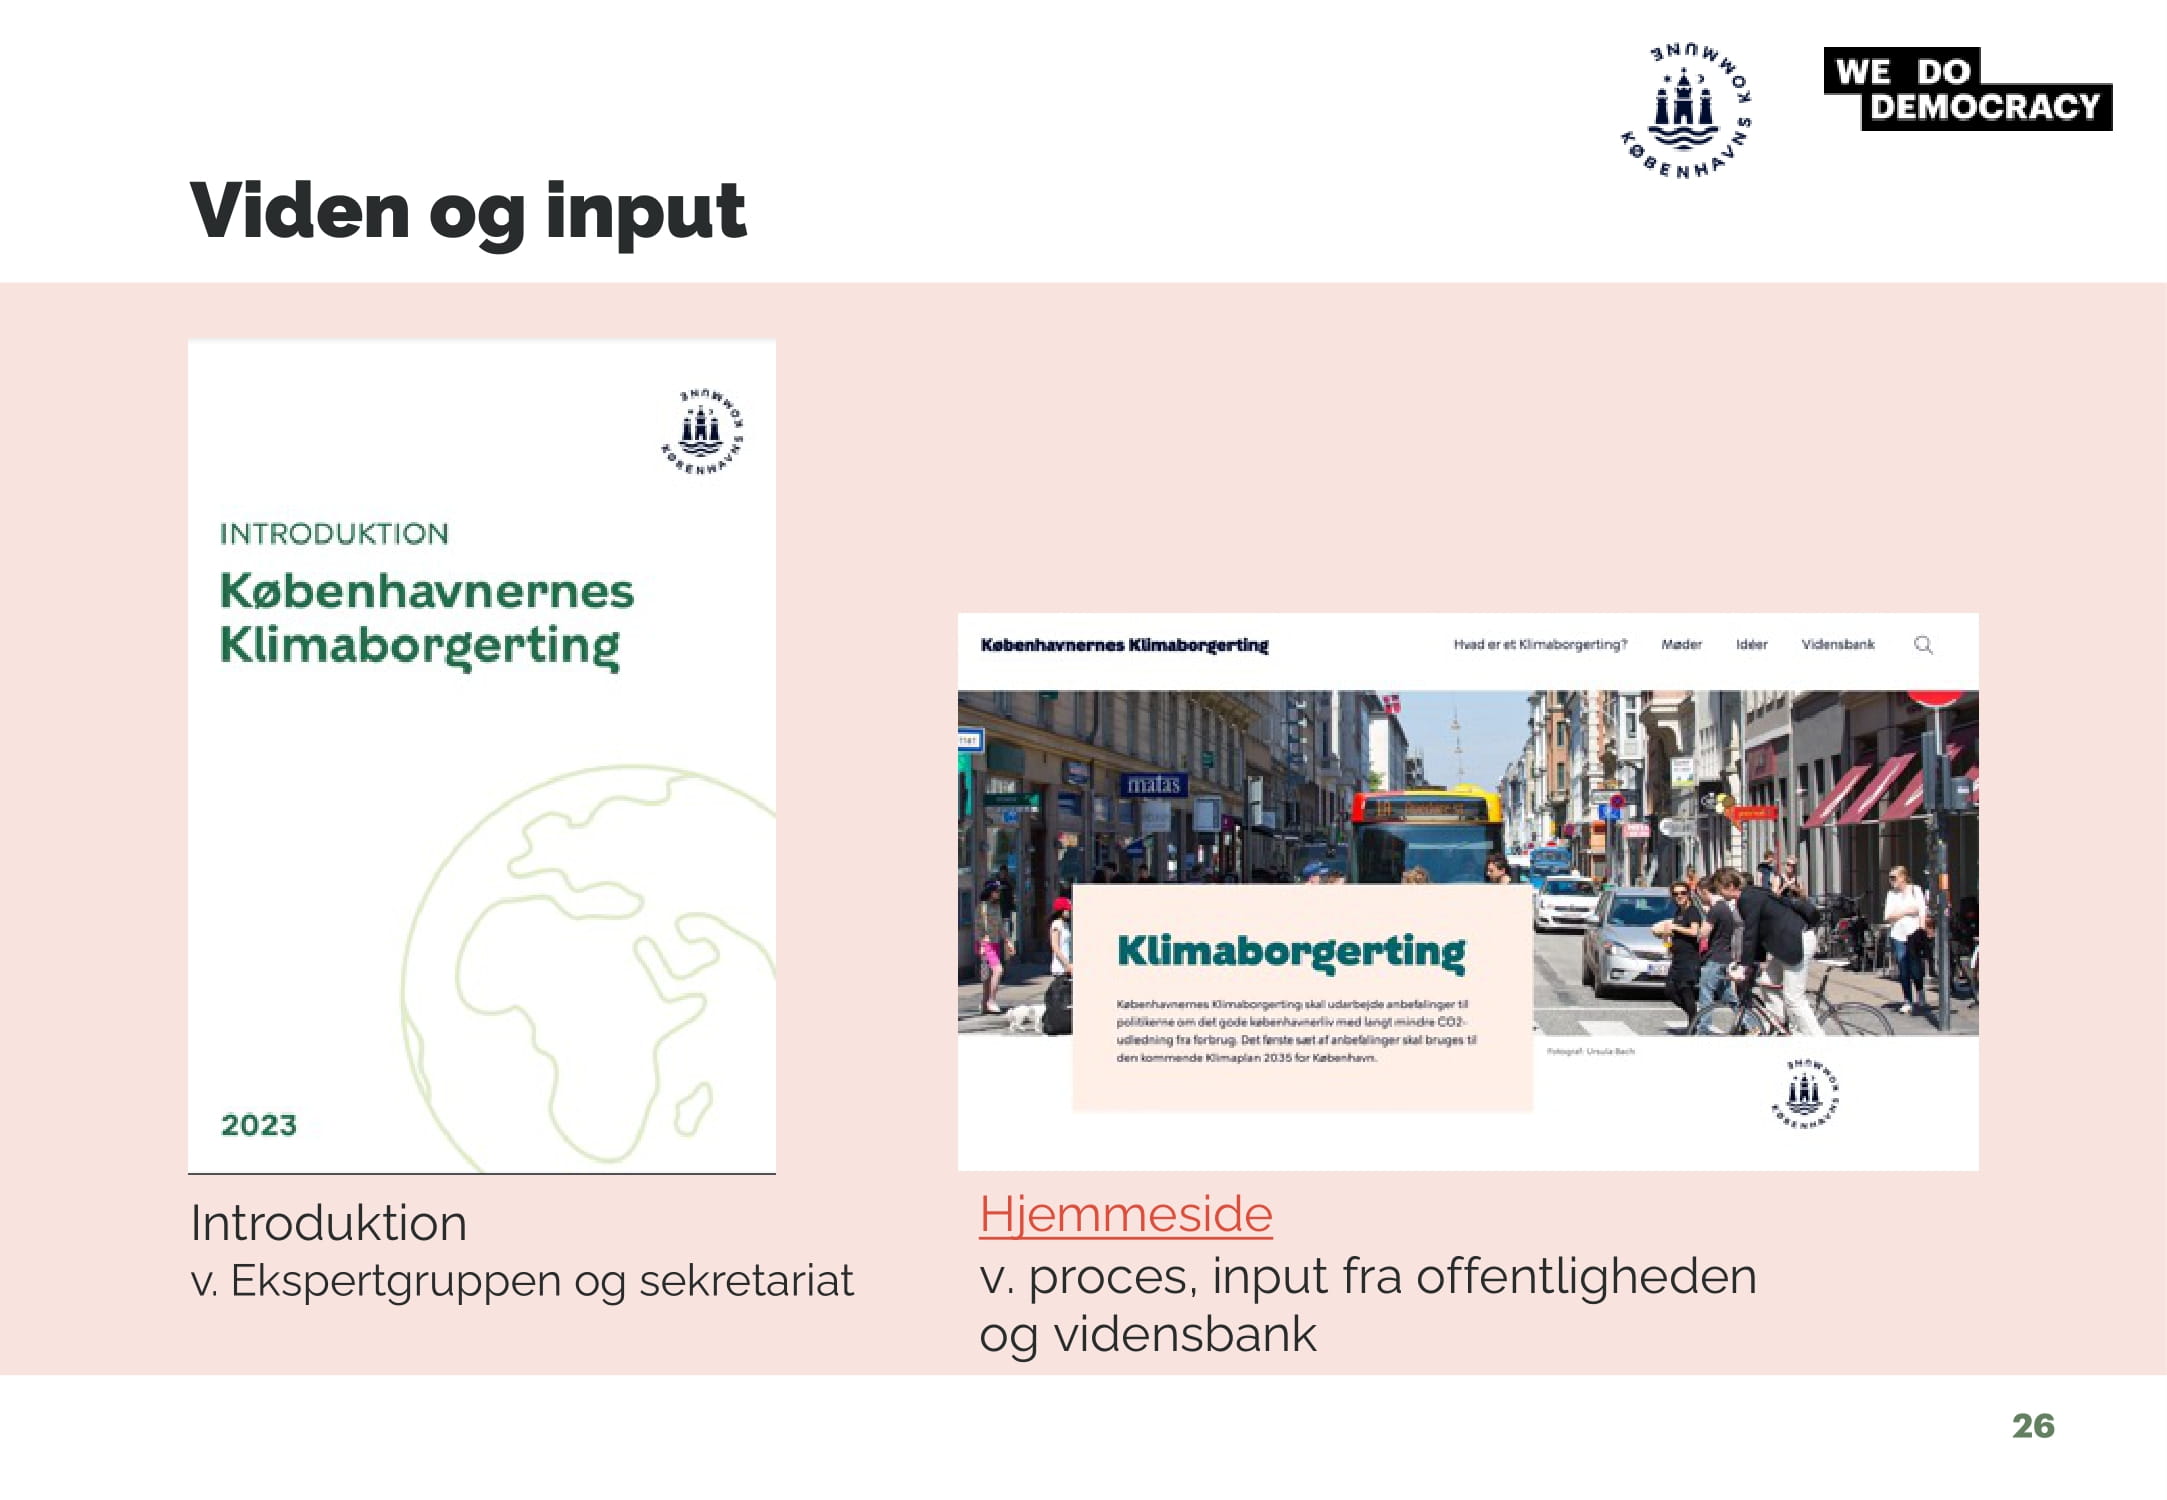 KØBENHAVNS KOMMUNE
WE DO
DEMOCRACY
Viden og input
KØBENHAVNS KOMMUNE
INTRODUKTION
Københavnernes
Klimaborgerting
2023
Introduktion
v. Ekspertgruppen og sekretariat
Københavnernes Klimaborgerting
Hvad er et Klimaborgerting?
Møder
Idéer
Vidensbank
matas
Klimaborgerting
Københavnernes Klimaborgerting skal udarbejde anbefalinger til
politikerne om det gode københavnerliv med langt mindre CO2-
udledning fra forbrug. Det første sæt af anbefalinger skal bruges til
den kommende Klimaplan 2035 for København.
Fotograf: Ursula Bach
KØBENHAVNS KOMMUNE
Hjemmeside
v. proces, input fra offentligheden
og vidensbank
26